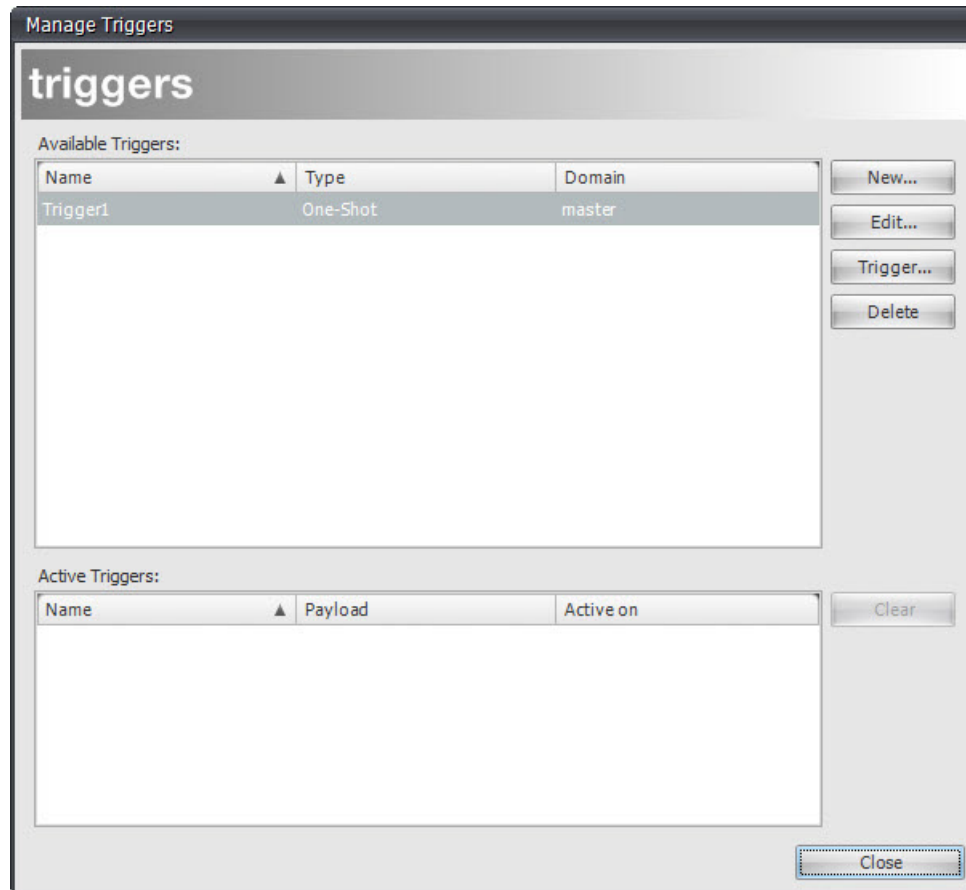 Manage Triggers
triggers
Available Triggers:
Name Type Domain
Trigger1 One-Shot master
New...
Edit...
Trigger...
Delete
Active Triggers:
Name Payload Active on
Clear
Close